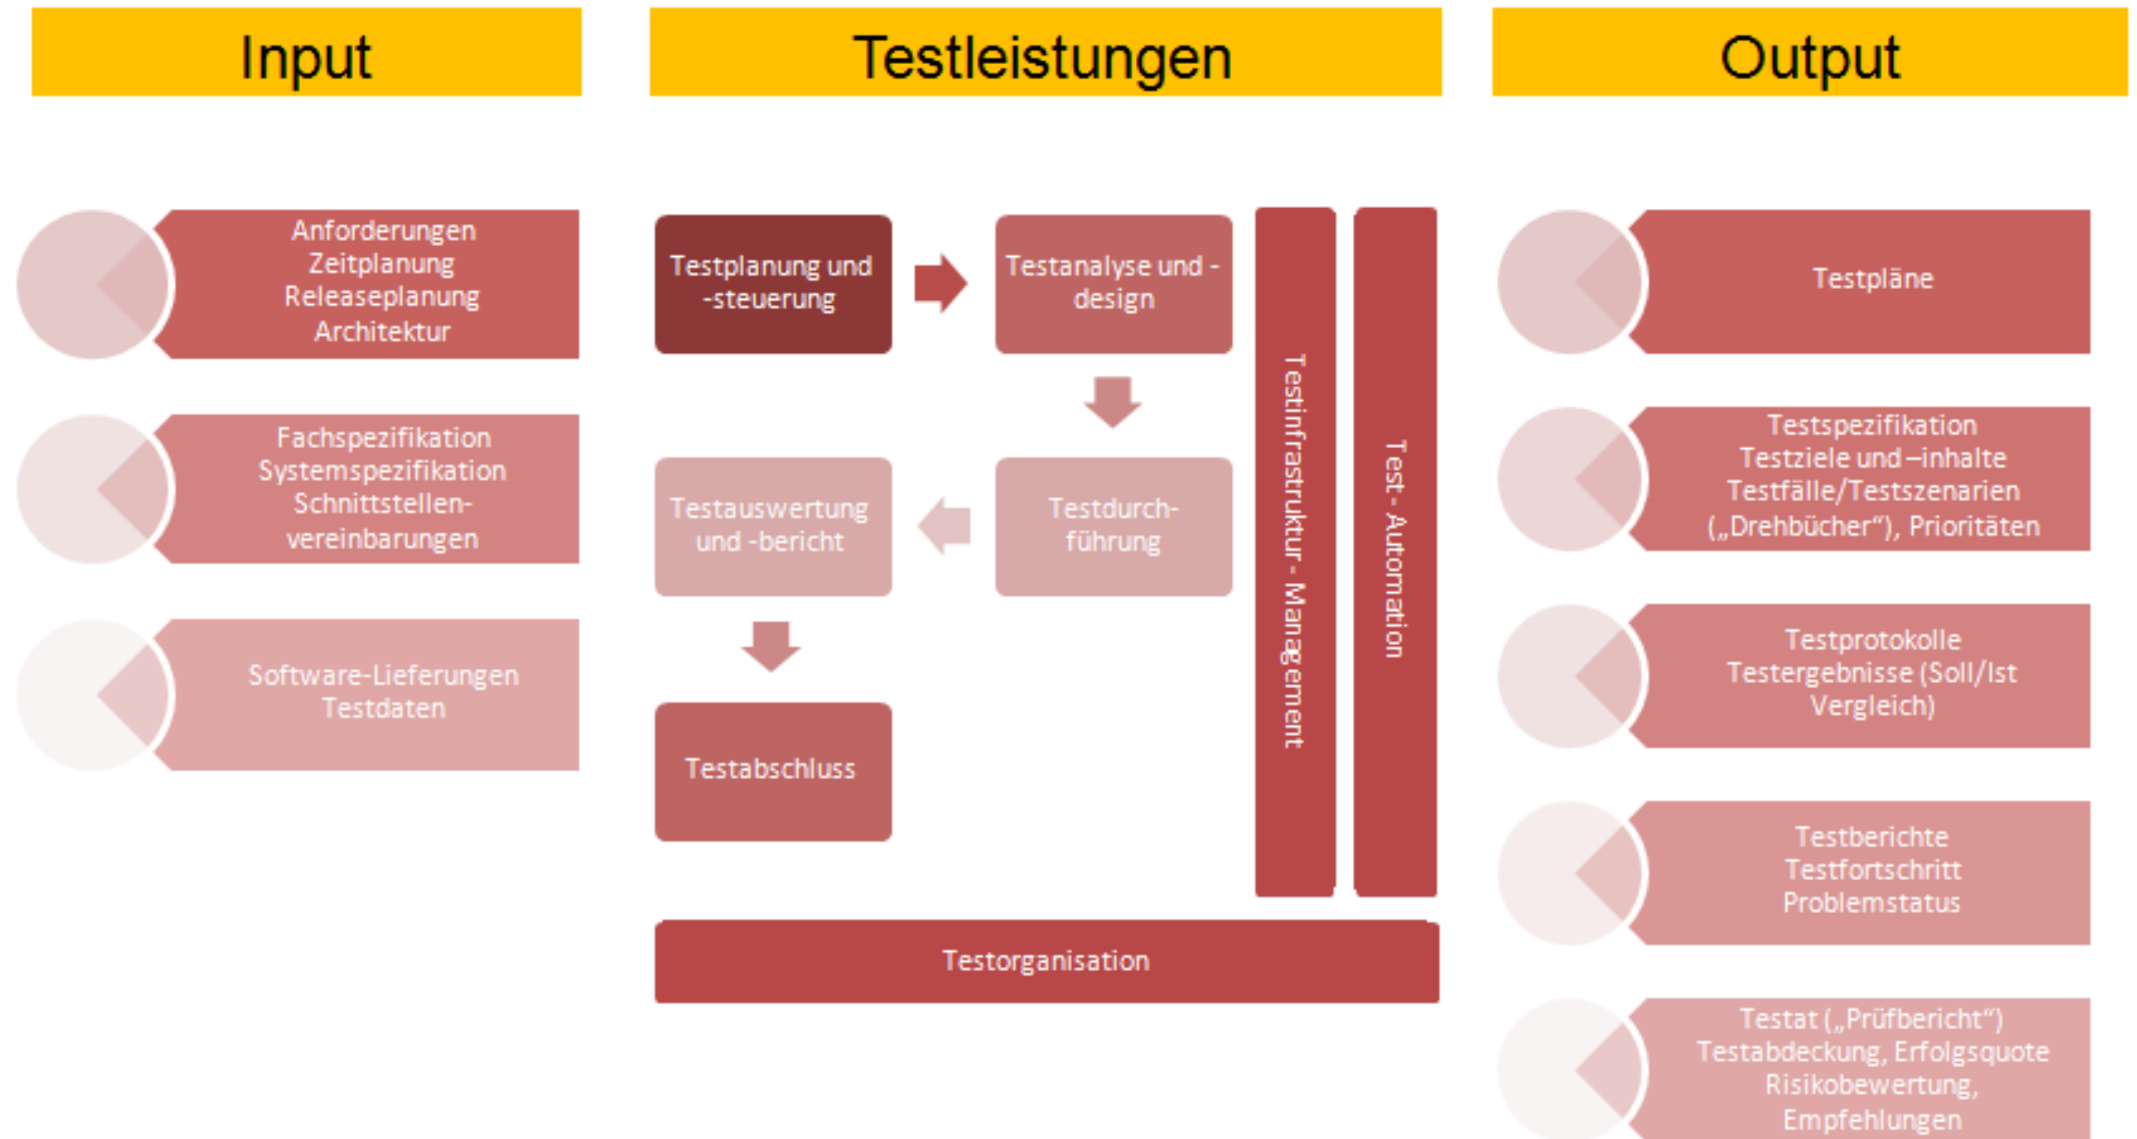 Input
Testleistungen
Output
Anforderungen
Zeitplanung
Releaseplanung
Architektur
Fachspezifikation
Systemspezifikation
Schnittstellen-
vereinbarungen
Software-Lieferungen
Testdaten
Testplanung und
-steuerung
Testanalyse und -
design
Testdurch-
führung
Testauswertung
und -bericht
Testabschluss
Testinfrastruktur - Management
Test - Automation
Testorganisation
Testpläne
Testspezifikation
Testziele und –inhalte
Testfälle/Testszenarien
(„Drehbücher“), Prioritäten
Testprotokolle
Testergebnisse (Soll/Ist
Vergleich)
Testberichte
Testfortschritt
Problemstatus
Testat („Prüfbericht“)
Testabdeckung, Erfolgsquote
Risikobewertung,
Empfehlungen